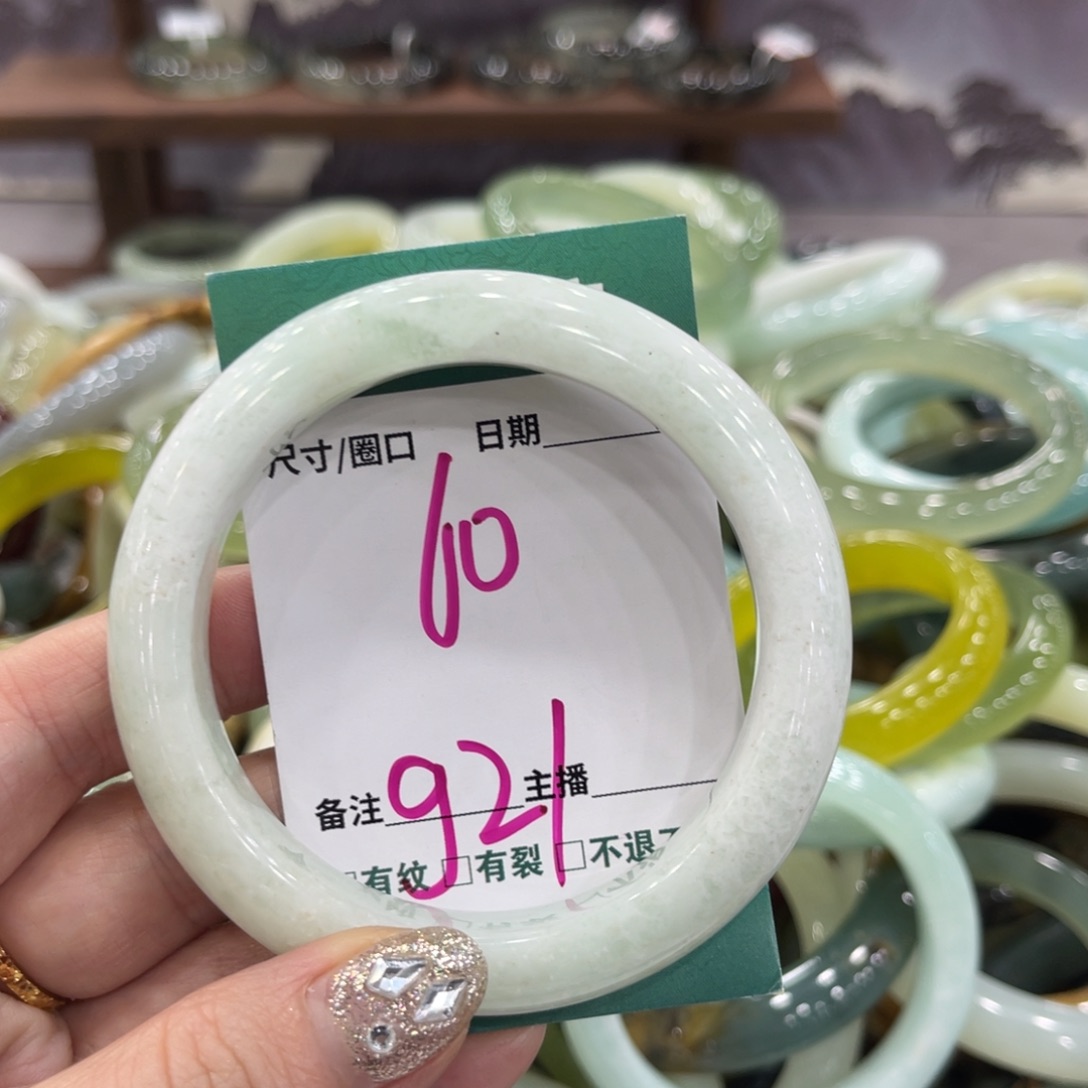 尺寸/圈口 日期
60
备注 921 主播
□有纹 □有裂 □不退